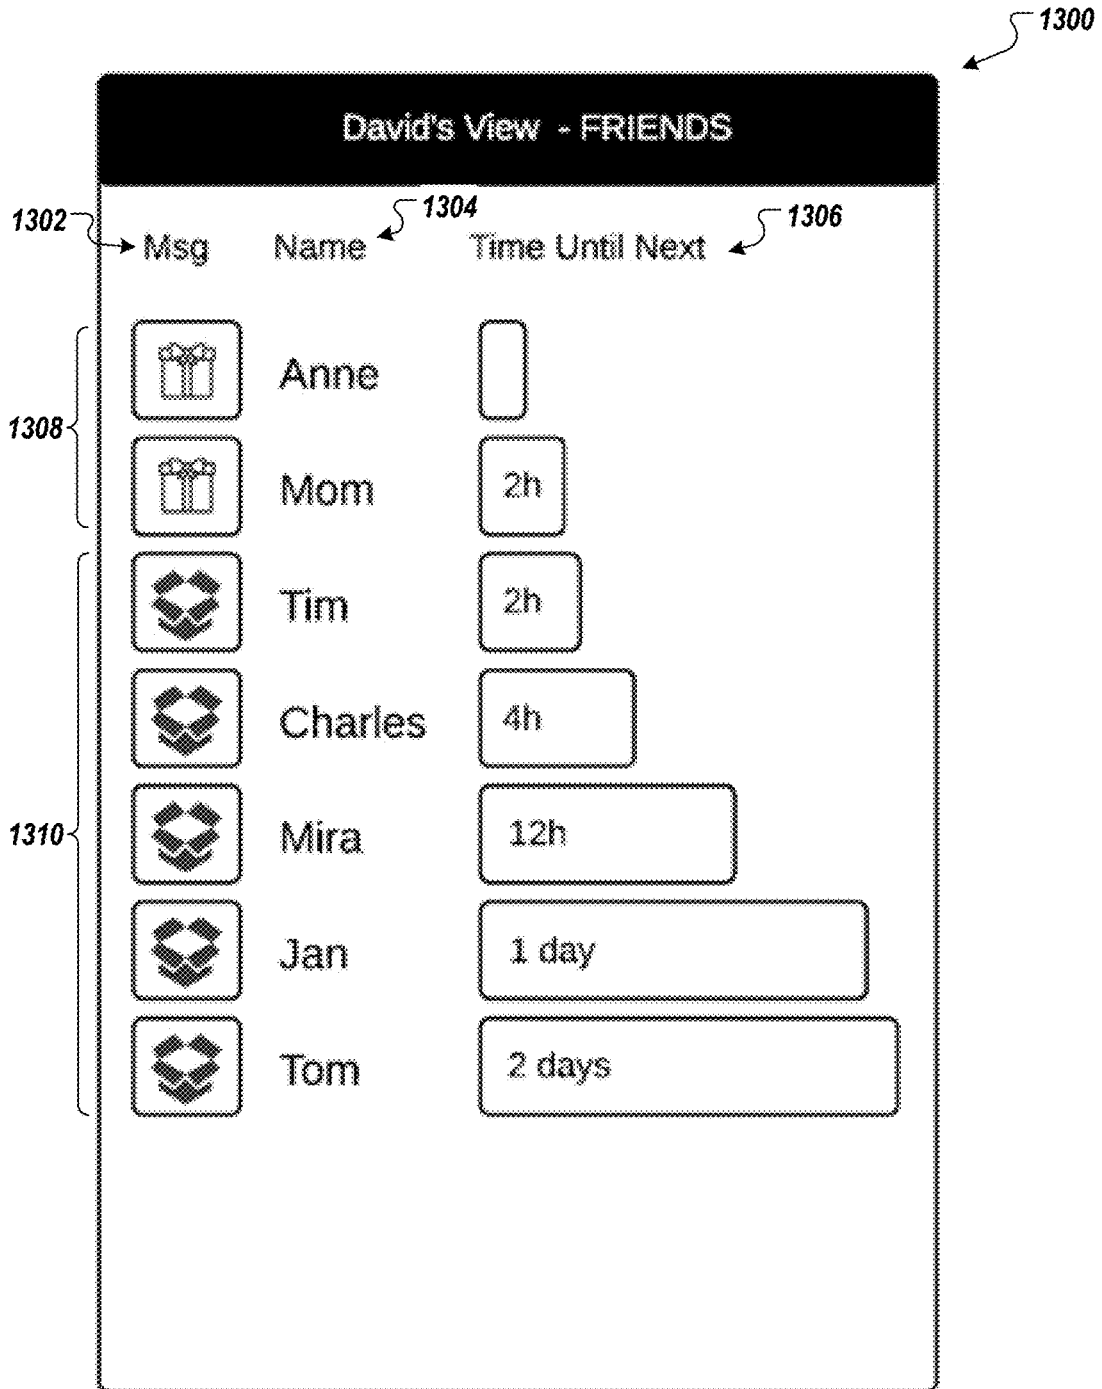 1300
David's View - FRIENDS
1302 1304 1306
Msg Name Time Until Next
Anne
1308
Mom 2h
Tim 2h
Charles 4h
1310 Mira 12h
Jan 1 day
Tom 2 days